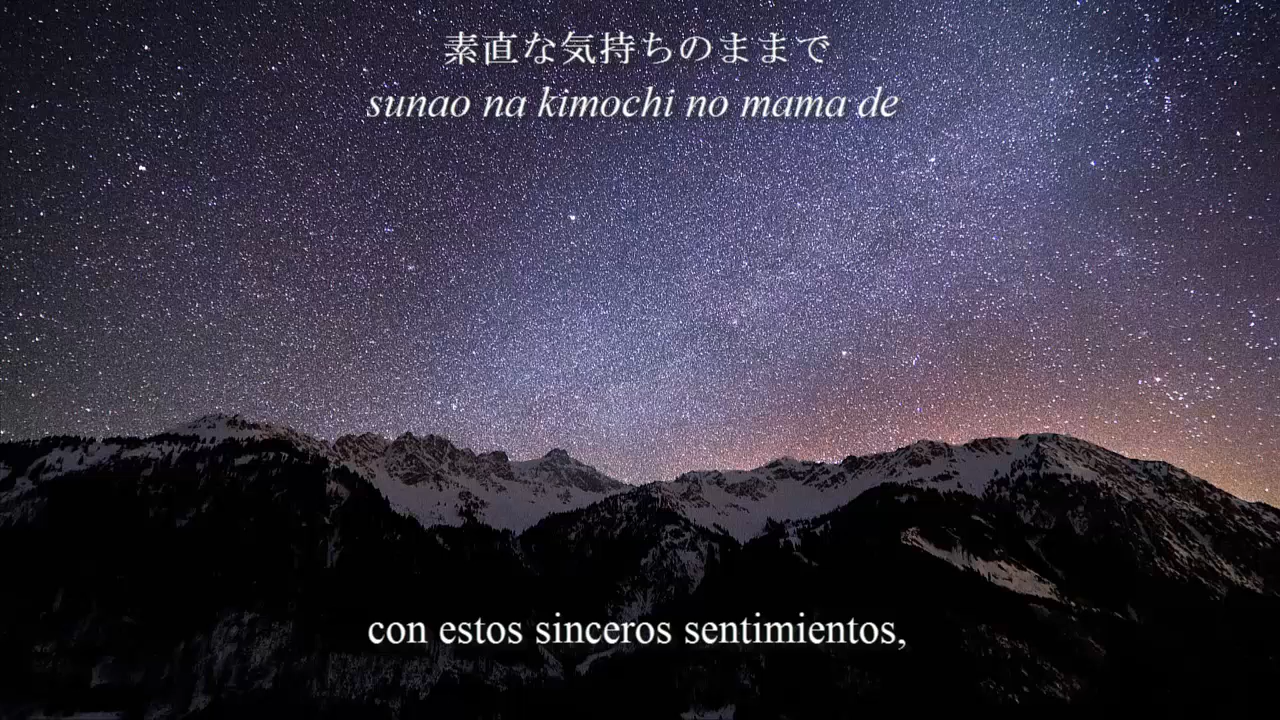 素直な気持ちのままで
sunao na kimochi no mama de
con estos sinceros sentimientos,